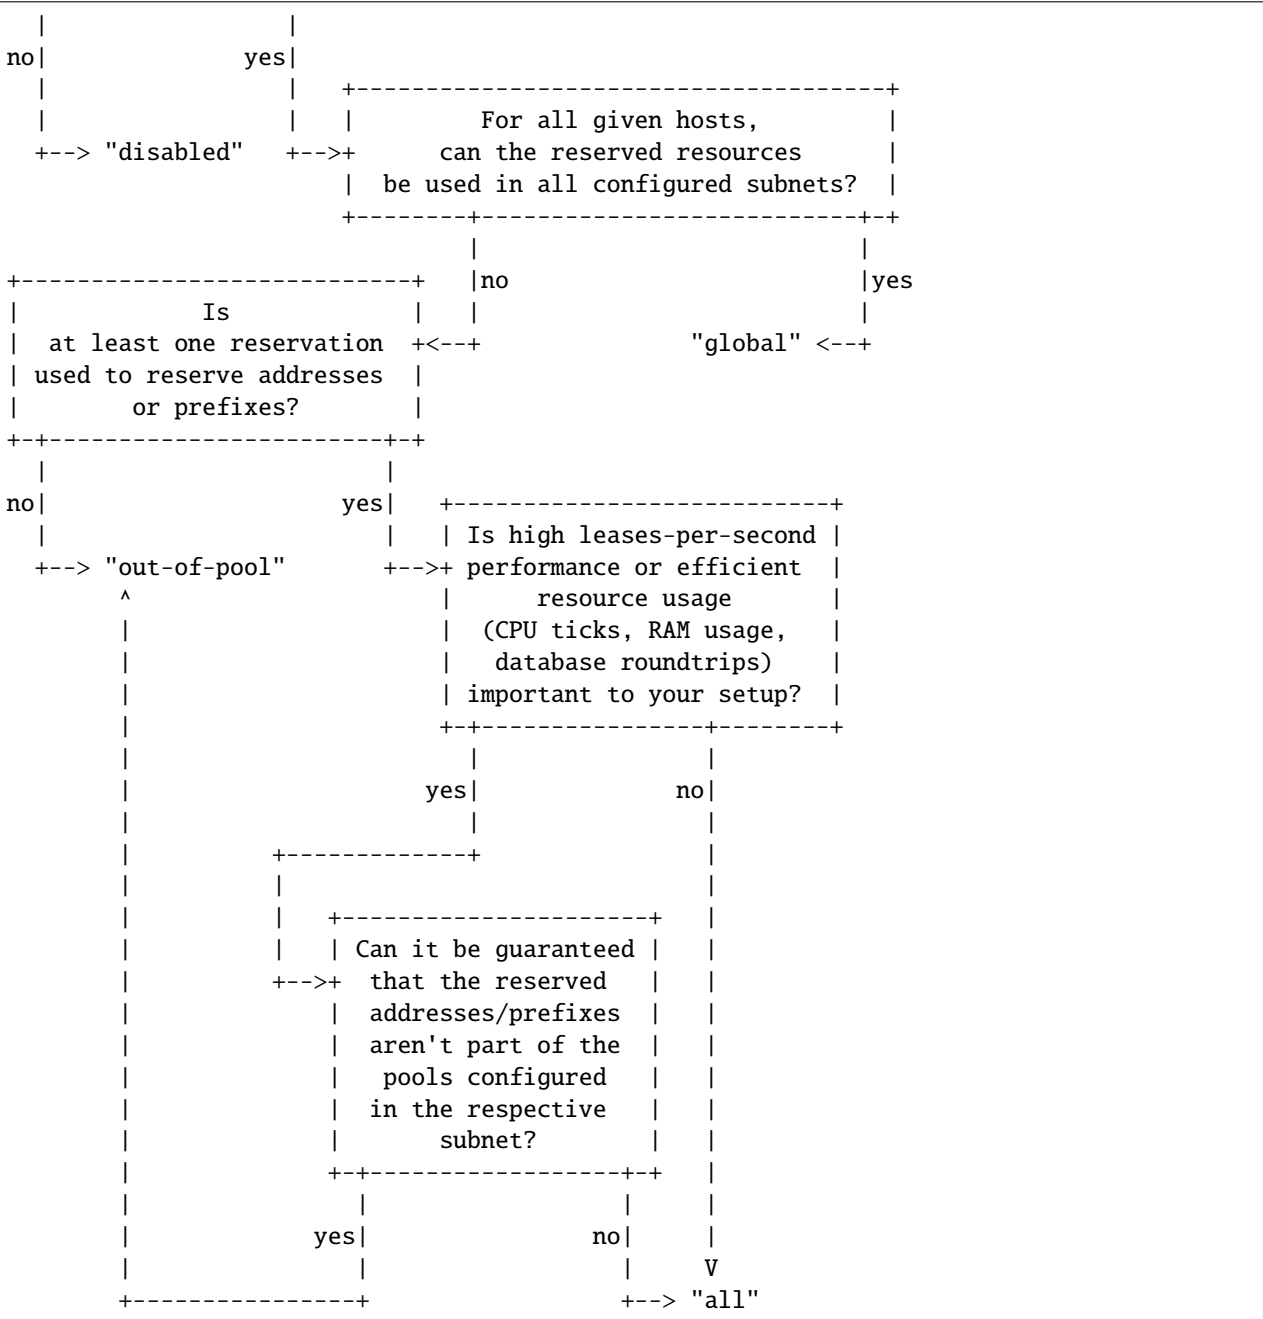 no| yes|
For all given hosts,
"disabled" can the reserved resources
be used in all configured subnets?
no yes
Is
at least one reservation "global"
used to reserve addresses
or prefixes?
no yes
Is high leases-per-second
"out-of-pool" performance or efficient
resource usage
(CPU ticks, RAM usage,
database roundtrips)
important to your setup?
yes no
Can it be guaranteed
that the reserved
addresses/prefixes
aren't part of the
pools configured
in the respective
subnet?
yes no
V
"all"